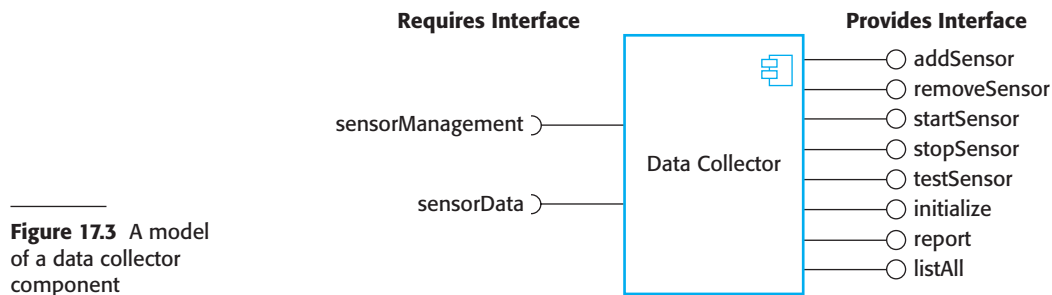 Requires Interface
Provides Interface
sensorManagement
sensorData
Data Collector
addSensor
removeSensor
startSensor
stopSensor
testSensor
initialize
report
listAll
Figure 17.3 A model
of a data collector
component